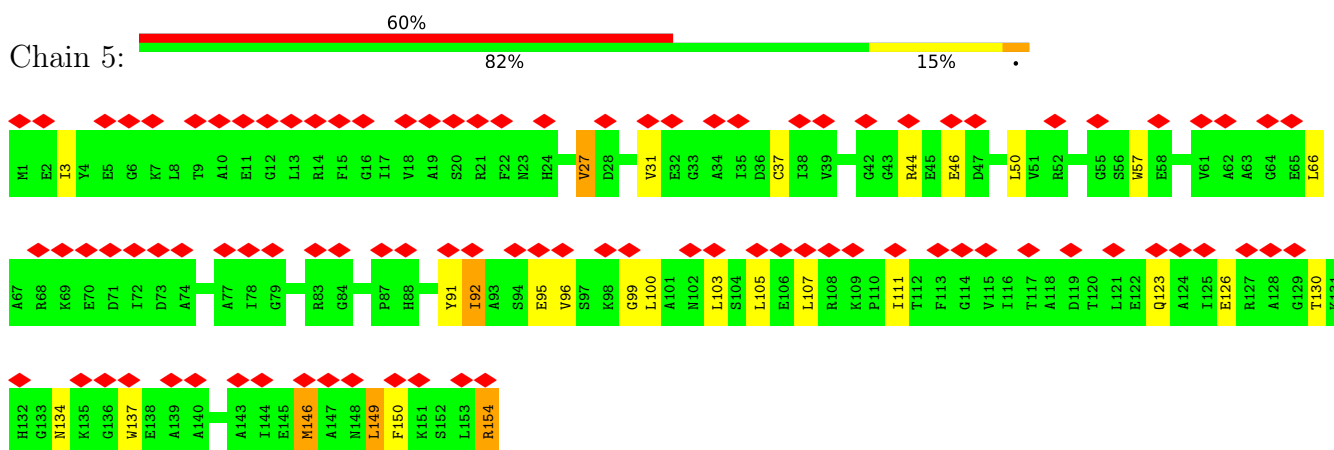 60%
Chain 5:
82% 15% •
M1 E2 I3 Y4 E5 G6 K7 L8 T9 A10 E11 G12 L13 R14 F15 G16 I17 V18 A19 S20 R21 F22 N23 H24 V27 D28 V31 E32 G33 A34 I35 D36 C37 I38 V39 G42 G43 R44 E45 E46 D47 L50 V51 R52 G55 S56 W57 E58 V61 A62 A63 G64 E65 L66
A67 R68 K69 E70 D71 I72 D73 A74 A77 I78 G79 R83 G84 P87 H88 Y91 I92 A93 S94 E95 V96 S97 K98 G99 L100 A101 N102 L103 S104 L105 E106 L107 R108 K109 P110 I111 T112 F113 G114 V115 I116 T117 A118 D119 T120 L121 E122 Q123 A124 I125 E126 R127 A128 G129 T130
H132 G133 N134 K135 G136 W137 E138 A139 A140 A143 I144 E145 M146 A147 N148 L149 F150 K151 S152 L153 R154